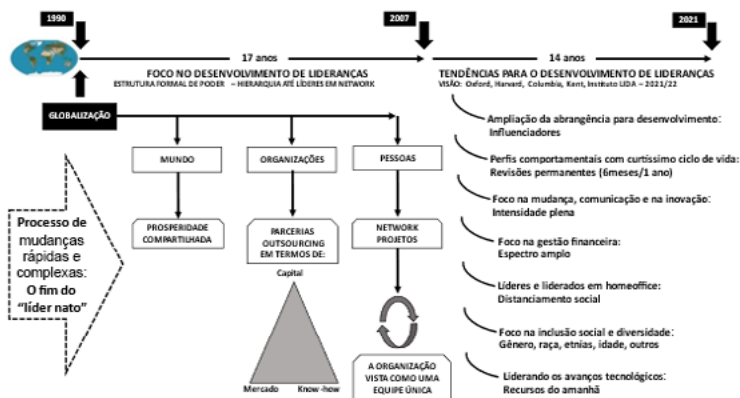 1990
2007
2021
17 anos
14 anos
FOCO NO DESENVOLVIMENTO DE LIDERANÇAS
ESTRUTURA FORMAL DE PODER – HIERARQUIA ATÉ LÍDERES EM NETWORK
TENDÊNCIAS PARA O DESENVOLVIMENTO DE LIDERANÇAS
VISÃO: Oxford, Harvard, Columbia, Kent, Instituto – 2021/22
GLOBALIZAÇÃO
MUNDO
ORGANIZAÇÕES
PESSOAS
PROSPERIDADE
COMPARTILHADA
PARCERIAS
OUTSOURCING
EM TERMOS DE:
NETWORK
PROJETOS
Capital
Mercado
Know-how
A ORGANIZAÇÃO
VISTA COMO UMA
EQUIPE ÚNICA
Processo de
mudanças
rápidas e
complexas:
O fim do
"líder nato"
Ampliação da abrangência para desenvolvimento:
Influenciadores
Perfis comportamentais com curtíssimo ciclo de vida:
Revisões permanentes (6meses/1 ano)
Foco na mudança, comunicação e na inovação:
Intensidade plena
Foco na gestão financeira:
Espectro amplo
Líderes e liderados em homeoffice:
Distanciamento social
Foco na inclusão social e diversidade:
Gênero, raça, etnias, idade, outros
Liderando os avanços tecnológicos:
Recursos do amanhã